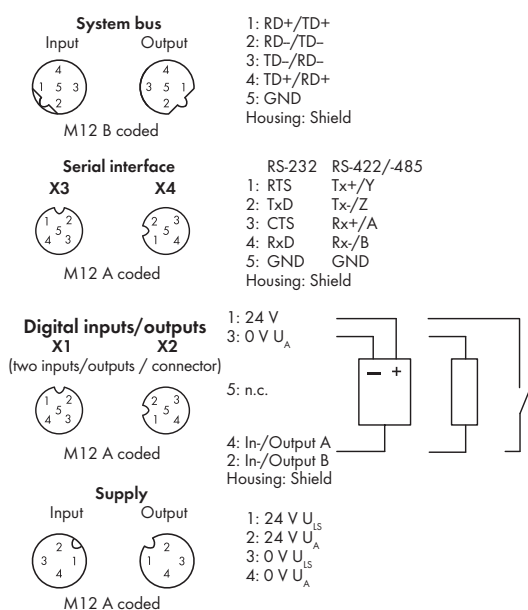 System bus
Input Output
4
1 5 3
2
4
3 5 1
2
M12 B coded
1: RD+/TD+
2: RD–/TD–
3: TD–/RD–
4: TD+/RD+
5: GND
Housing: Shield
Serial interface
X3 X4
1 2
5
4 3
2 3
5
1 4
M12 A coded
RS-232 RS-422/-485
1: RTS Tx+/Y
2: TxD Tx-/Z
3: CTS Rx+/A
4: RxD Rx-/B
5: GND GND
Housing: Shield
Digital inputs/outputs
X1 X2
(two inputs/outputs / connector)
1 2
5
4 3
2 3
5
1 4
M12 A coded
1: 24 V
3: 0 V U_A
5: n.c.
4: In-/Output A
2: In-/Output B
Housing: Shield
– +
Supply
Input Output
2
3 1
4
2
1 3
4
M12 A coded
1: 24 V U_LS
2: 24 V U_A
3: 0 V U_LS
4: 0 V U_A